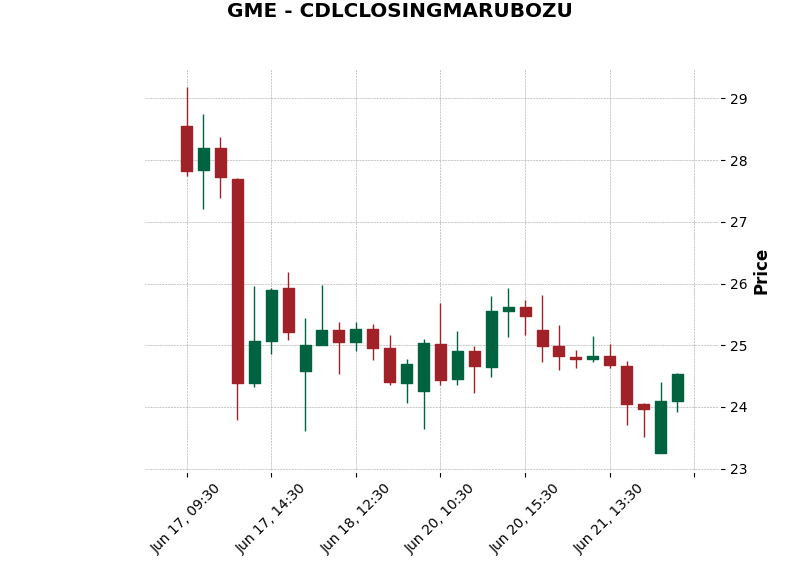 GME - CDLCLOSINGMARUBOZU
29
28
27
26
25
24
23
Price
Jun 17, 09:30
Jun 17, 14:30
Jun 18, 12:30
Jun 20, 10:30
Jun 20, 15:30
Jun 21, 13:30